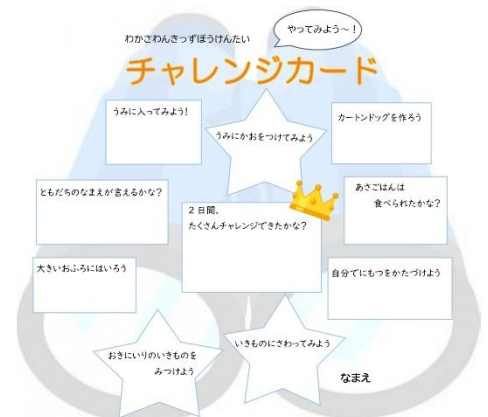 やってみよう～！
わかさわんきっずぼうけんたい
チャレンジカード
うみに入ってみよう！
うみにかおをつけてみよう
カートンドッグを作ろう
ともだちのなまえが言えるかな？
2日間、
たくさんチャレンジできたかな？
あさごはんは
食べられたかな？
大きいおふろにはいろう
自分でにもつをかたづけよう
おきにいりのいきものを
みつけよう
いきものにさわってみよう
なまえ